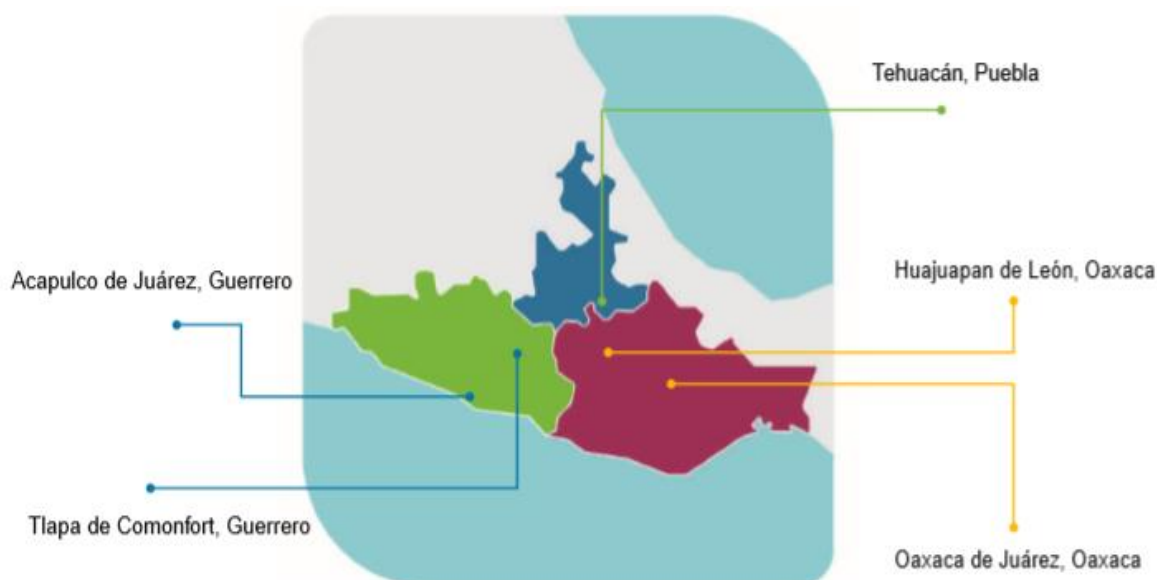 Tehuacán, Puebla
Acapulco de Juárez, Guerrero
Huajuapan de León, Oaxaca
Tlapa de Comonfort, Guerrero
Oaxaca de Juárez, Oaxaca